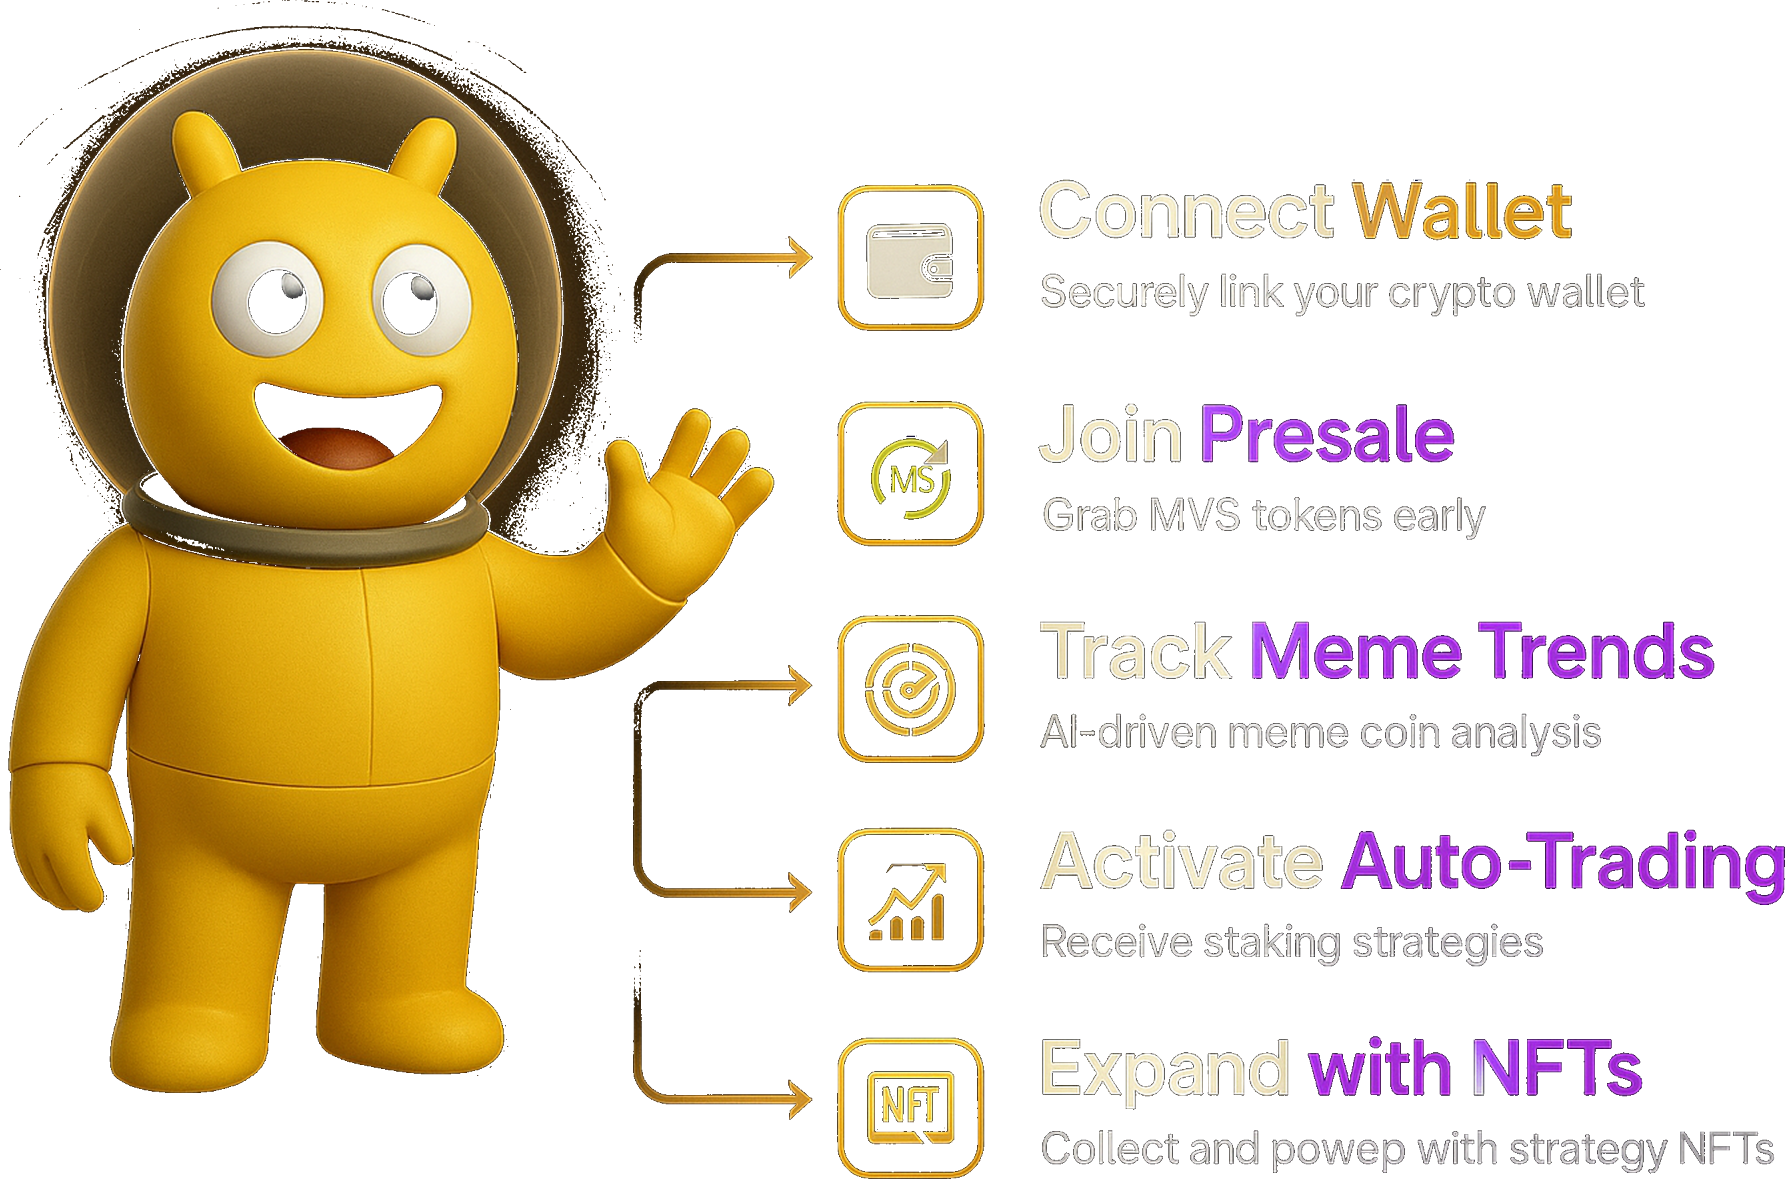 Connect Wallet
Securely link your crypto wallet
MS
Join Presale
Grab MVS tokens early
Track Meme Trends
AI-driven meme coin analysis
Activate Auto-Trading
Receive staking strategies
NFT
Expand with NFTs
Collect and powep with strategy NFTs